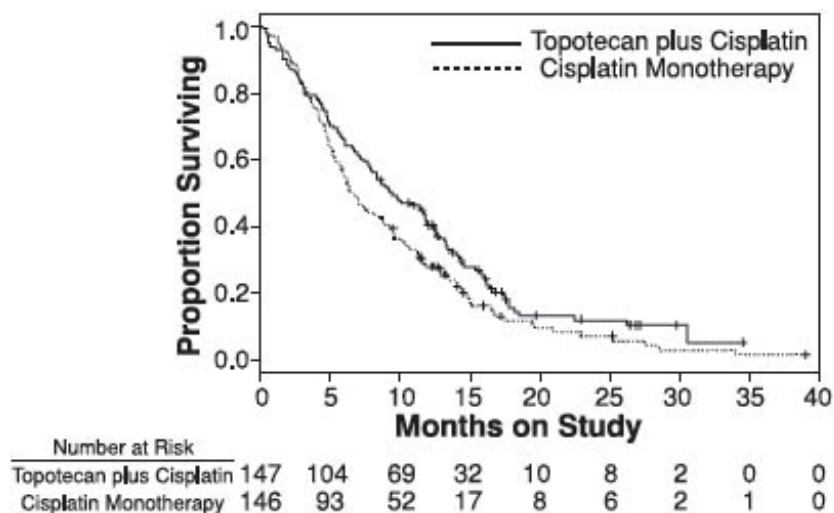 Topotecan plus Cisplatin
Cisplatin Monotherapy
Proportion Surviving
1.0
0.8
0.6
0.4
0.2
0.0
0 5 10 15 20 25 30 35 40
Months on Study
Number at Risk
Topotecan plus Cisplatin 147 104 69 32 10 8 2 0 0
Cisplatin Monotherapy 146 93 52 17 8 6 2 1 0